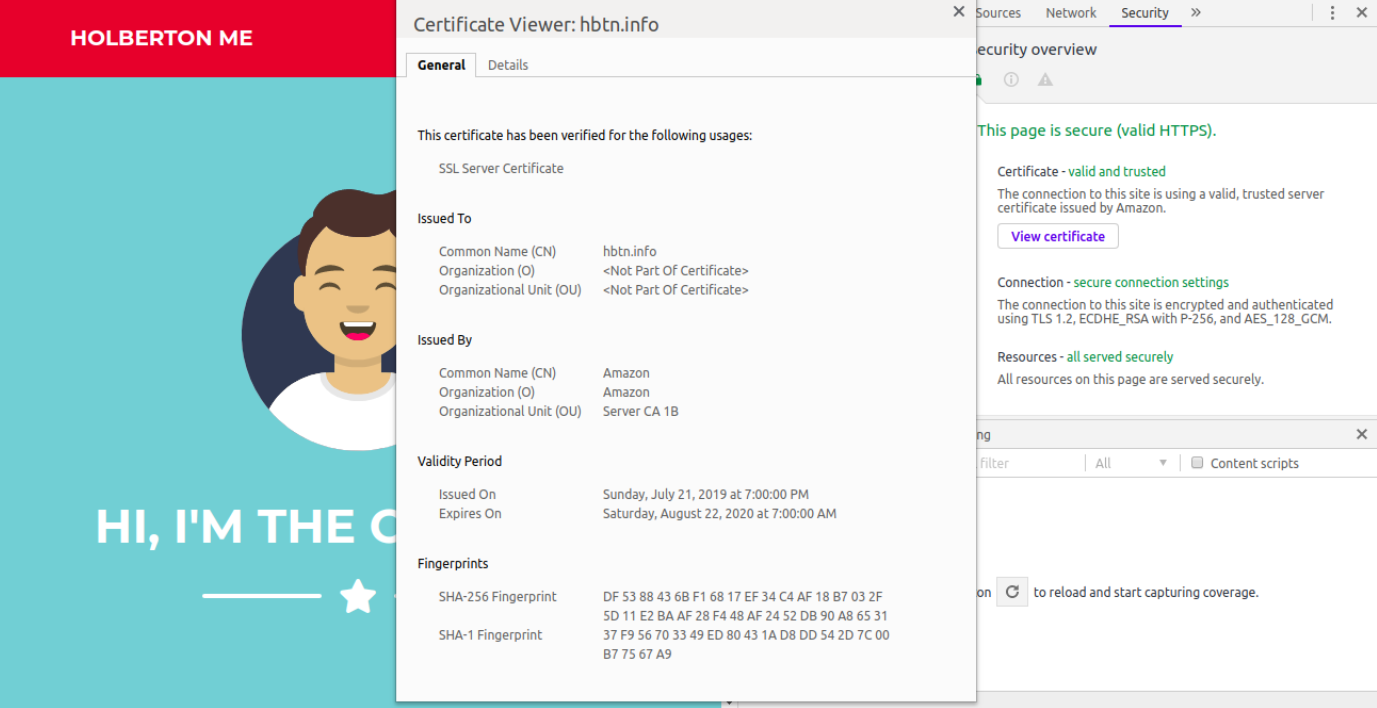 HOLBERTON ME
HI, I'M THE
Certificate Viewer: hbtn.info
General Details
This certificate has been verified for the following usages:
SSL Server Certificate
Issued To
Common Name (CN) hbtn.info
Organization (O) <Not Part Of Certificate>
Organizational Unit (OU) <Not Part Of Certificate>
Issued By
Common Name (CN) Amazon
Organization (O) Amazon
Organizational Unit (OU) Server CA 1B
Validity Period
Issued On Sunday, July 21, 2019 at 7:00:00 PM
Expires On Saturday, August 22, 2020 at 7:00:00 AM
Fingerprints
SHA-256 Fingerprint DF 53 88 43 6B F1 68 17 EF 34 C4 AF 18 B7 03 2F
5D 11 E2 BA AF 28 F4 48 AF 24 52 DB 90 A8 65 31
SHA-1 Fingerprint 37 F9 56 70 33 49 ED 80 43 1A D8 DD 54 2D 7C 00
B7 75 67 A9
Sources Network Security
ecurity overview
This page is secure (valid HTTPS).
Certificate - valid and trusted
The connection to this site is using a valid, trusted server
certificate issued by Amazon.
View certificate
Connection - secure connection settings
The connection to this site is encrypted and authenticated
using TLS 1.2, ECDHE_RSA with P-256, and AES_128_GCM.
Resources - all served securely
All resources on this page are served securely.
ng
filter All Content scripts
on to reload and start capturing coverage.